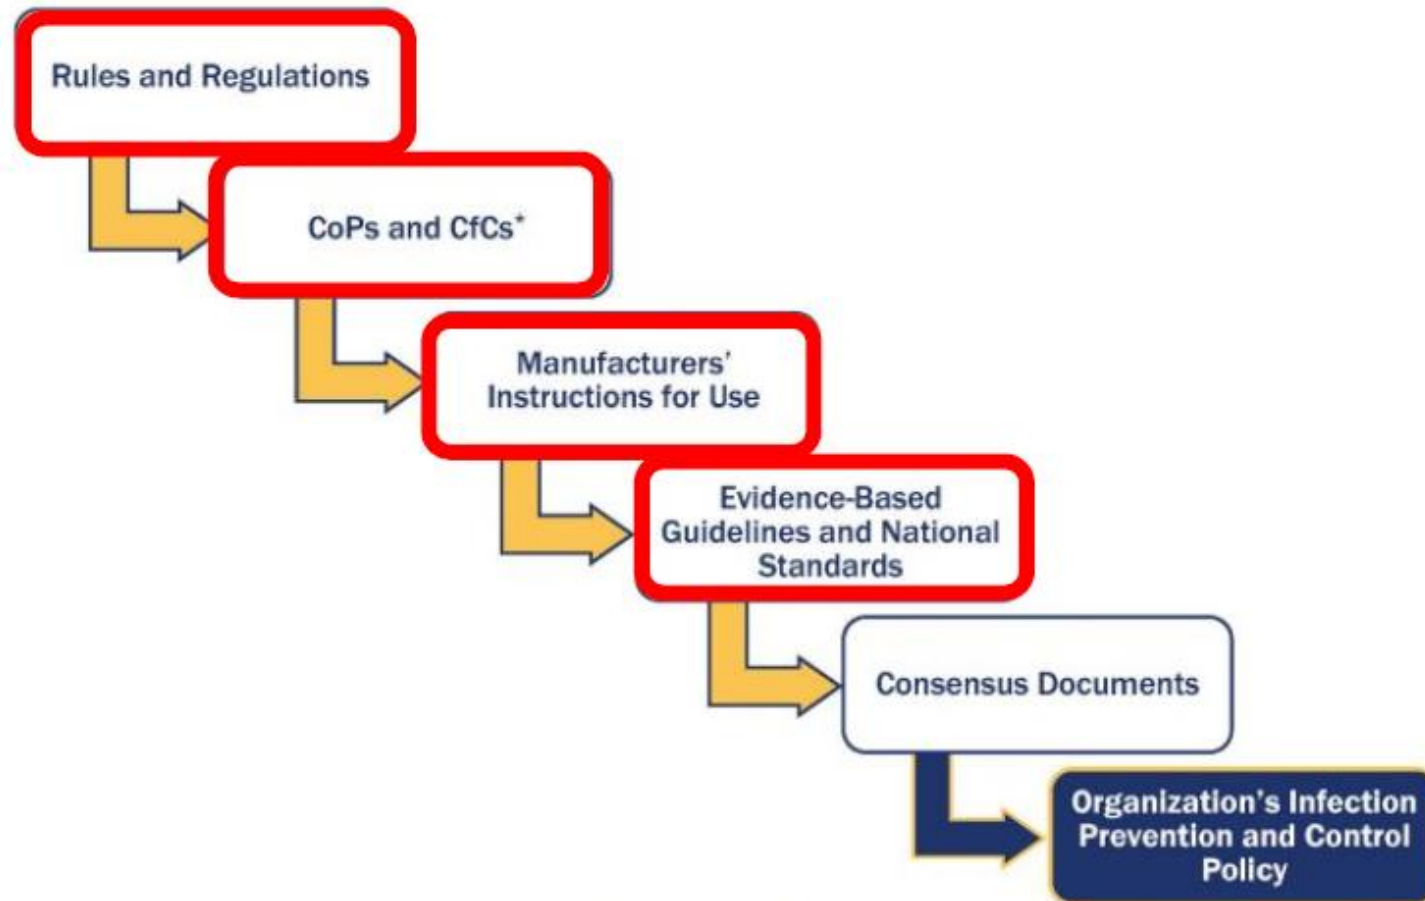 Rules and Regulations
CoPs and CfCs*
Manufacturers'
Instructions for Use
Evidence-Based
Guidelines and National
Standards
Consensus Documents
Organization's Infection
Prevention and Control
Policy